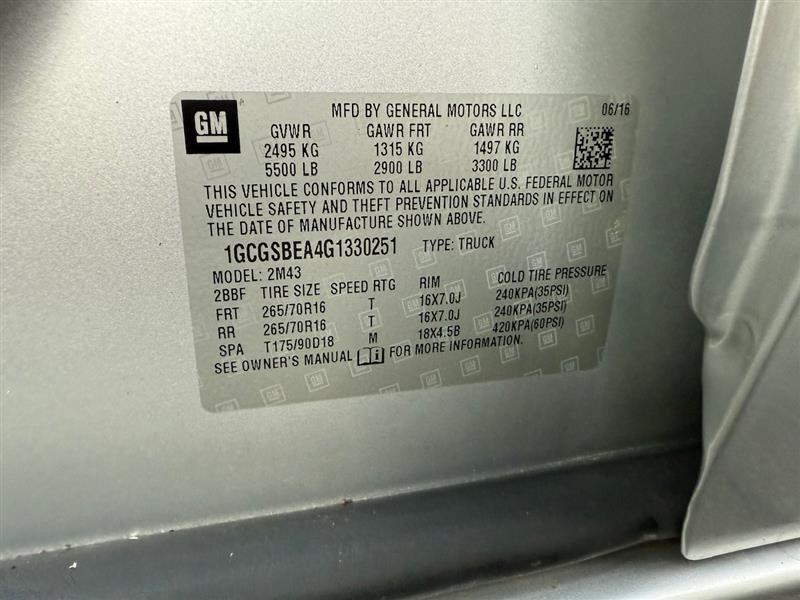 GM
MFD BY GENERAL MOTORS LLC 06/16
GVWR GAWR FRT GAWR RR
2495 KG 1315 KG 1497 KG
5500 LB 2900 LB 3300 LB
THIS VEHICLE CONFORMS TO ALL APPLICABLE U.S. FEDERAL MOTOR
VEHICLE SAFETY AND THEFT PREVENTION STANDARDS IN EFFECT ON
THE DATE OF MANUFACTURE SHOWN ABOVE.
1GCGSBEA4G1330251 TYPE: TRUCK
MODEL: 2M43
2BBF TIRE SIZE SPEED RTG RIM COLD TIRE PRESSURE
FRT 265/70R16 T 16X7.0J 240KPA(35PSI)
RR 265/70R16 T 16X7.0J 240KPA(35PSI)
SPA T175/90D18 M 18X4.5B 420KPA(60PSI)
SEE OWNER'S MANUAL FOR MORE INFORMATION.